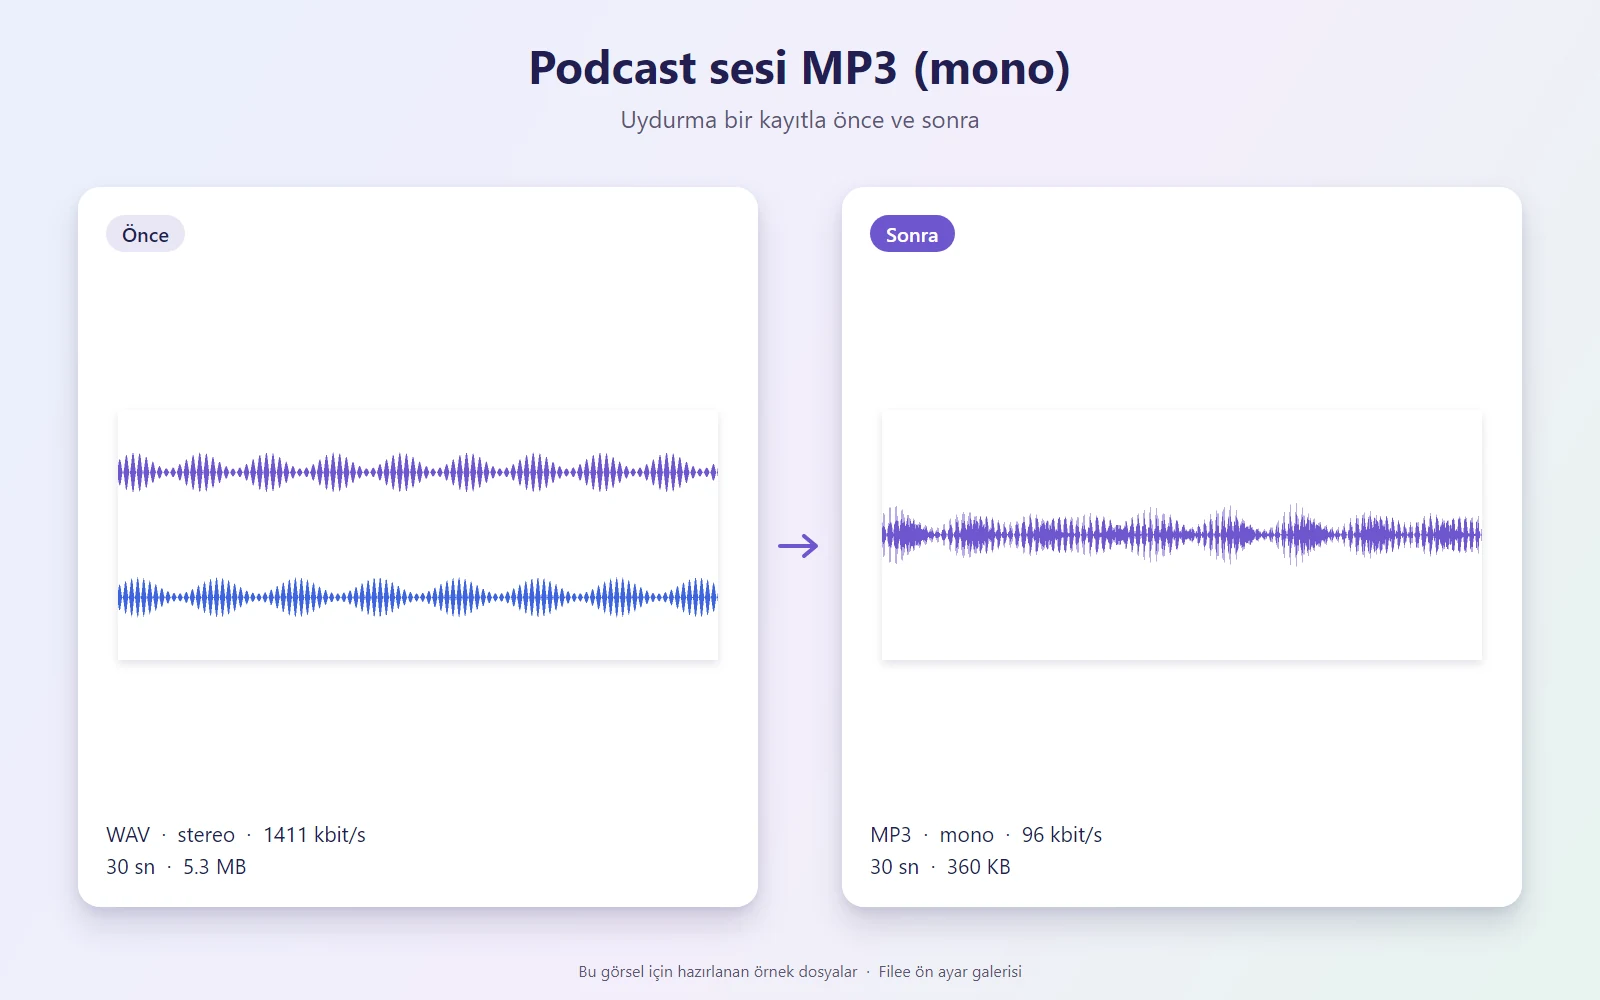 Podcast sesi MP3 (mono)
Uydurma bir kayıtla önce ve sonra
Önce
WAV · stereo · 1411 kbit/s
30 sn · 5.3 MB
Sonra
MP3 · mono · 96 kbit/s
30 sn · 360 KB
Bu görsel için hazırlanan örnek dosyalar · Filee ön ayar galerisi